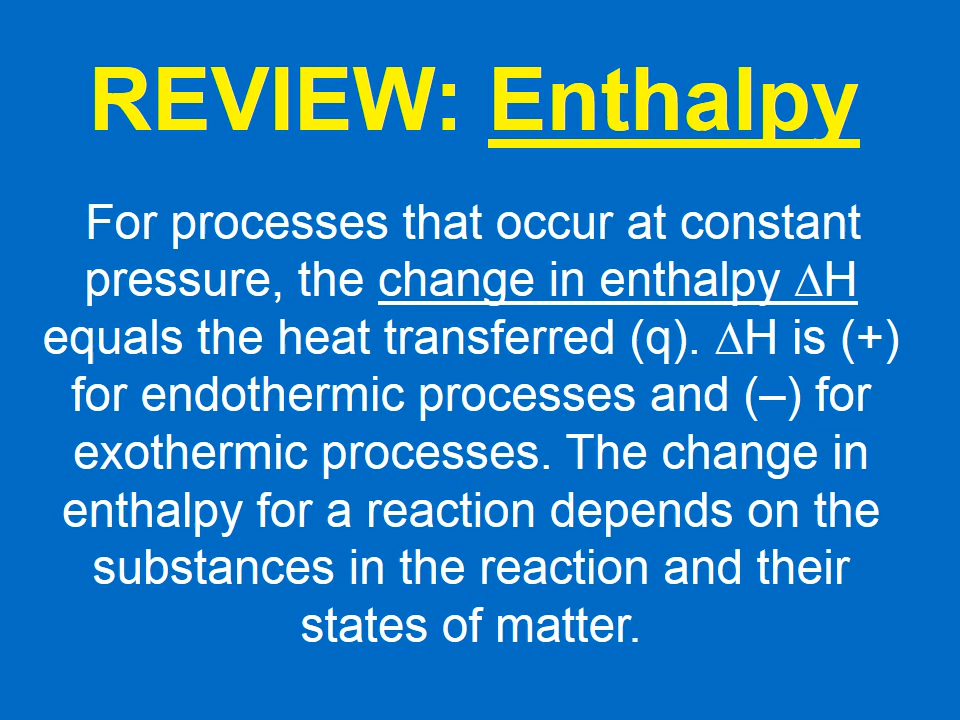 REVIEW: Enthalpy
For processes that occur at constant
pressure, the change in enthalpy ∆H
equals the heat transferred (q). ∆H is (+)
for endothermic processes and (–) for
exothermic processes. The change in
enthalpy for a reaction depends on the
substances in the reaction and their
states of matter.